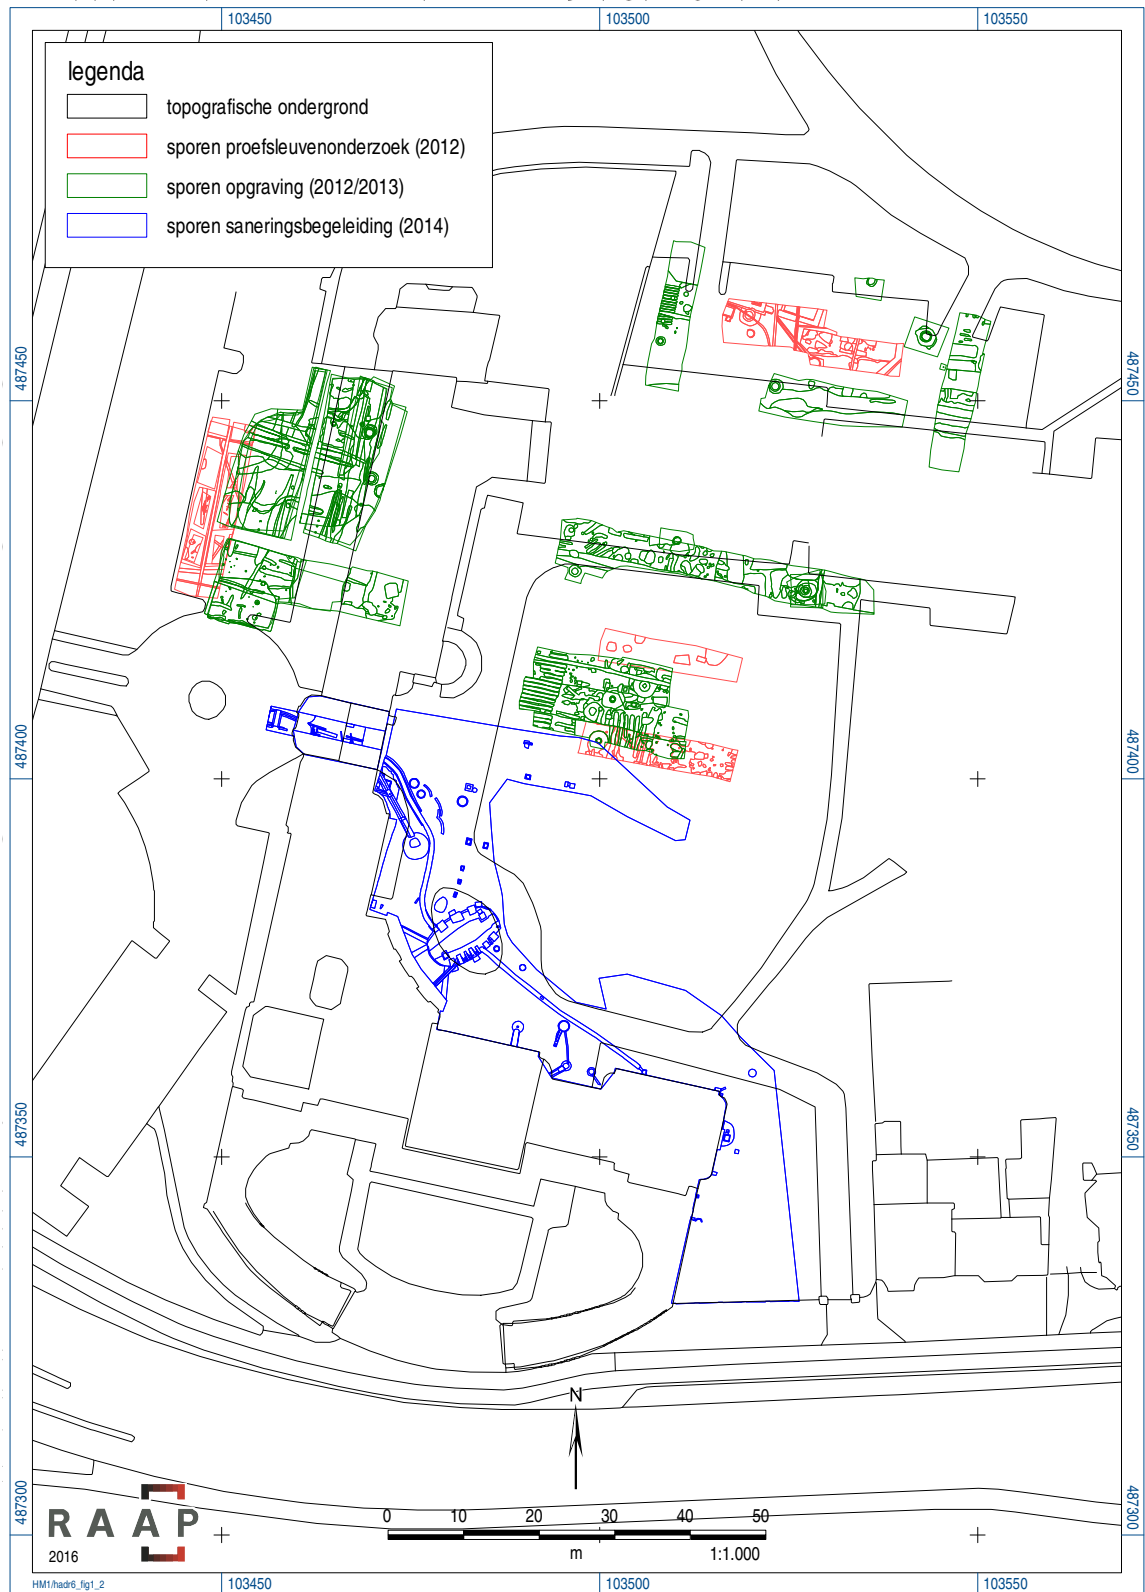 103450 103500 103550
legenda
topografische ondergrond
sporen proefsleuvenonderzoek (2012)
sporen opgraving (2012/2013)
sporen saneringsbegeleiding (2014)
487450 487450
487400 487400
487350 487350
487300 487300
N
0 10 20 30 40 50
m 1:1.000
RAAP
2016
HM1/hadr6_fig1_2
103450 103500 103550